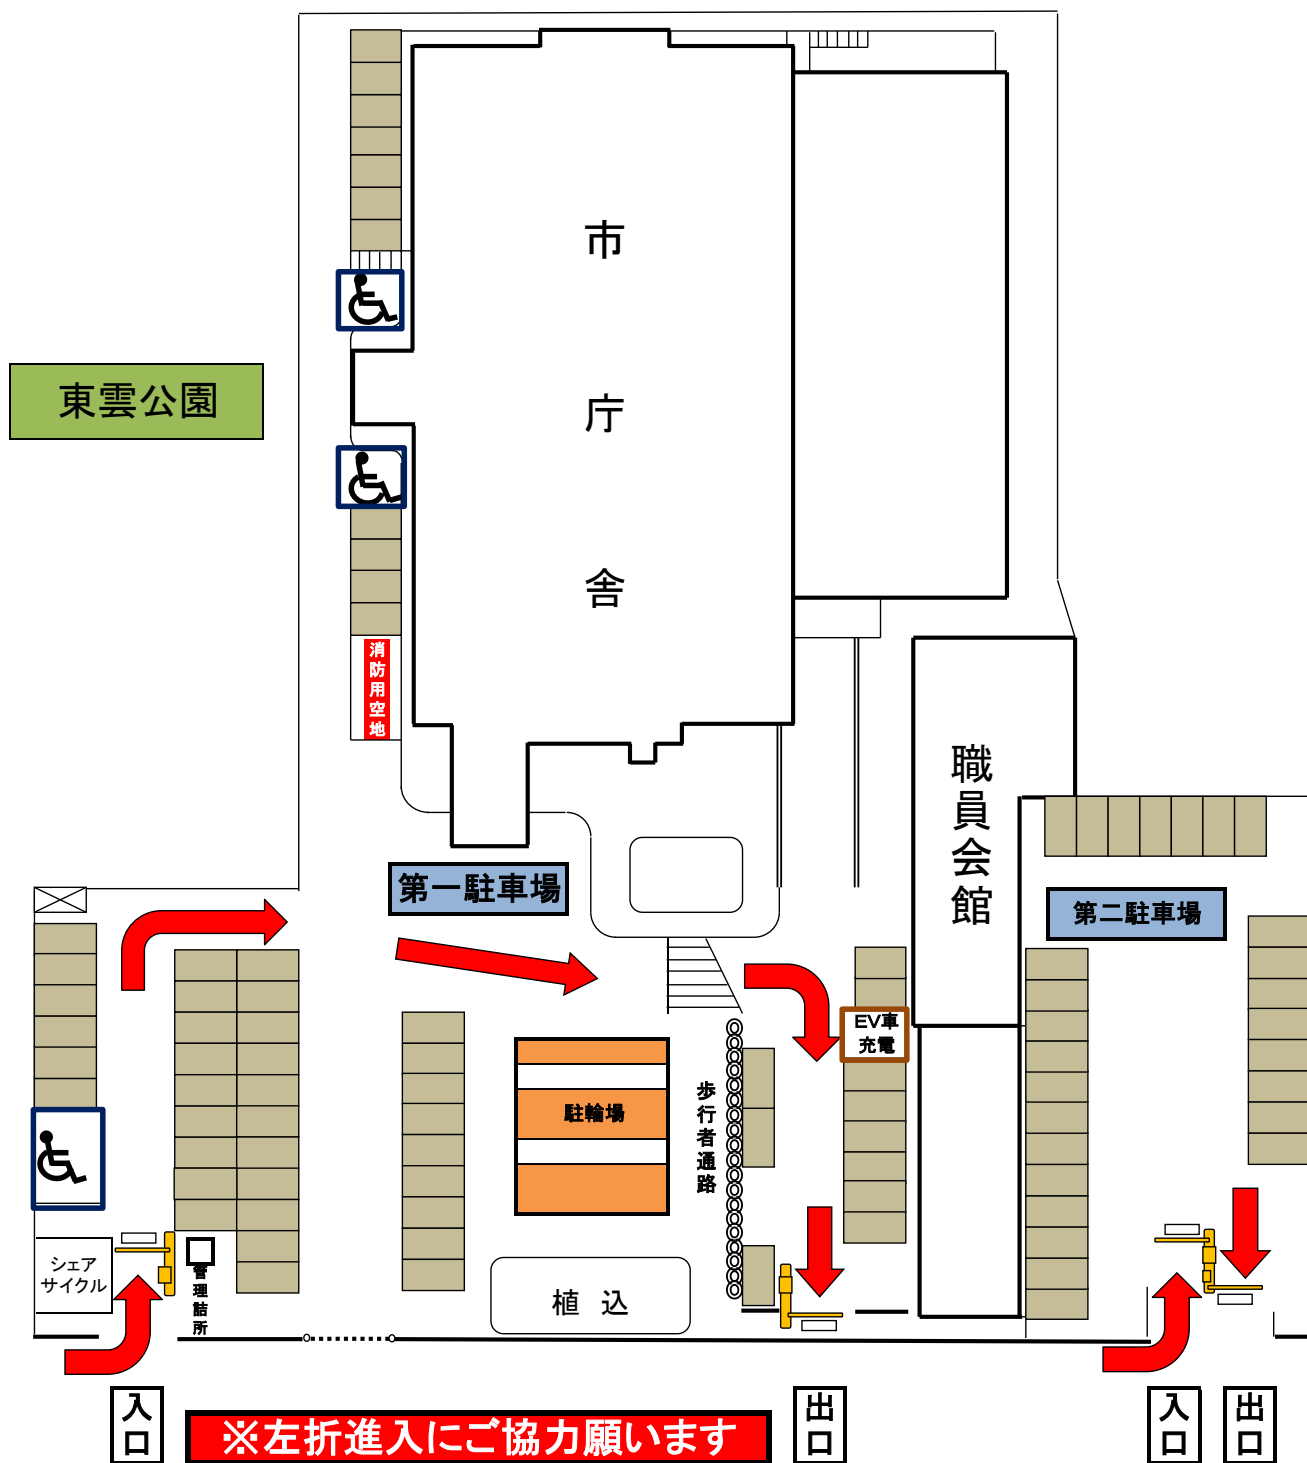 市庁舎
東雲公園
消防用空地
職員会館
第一駐車場
第二駐車場
EV車
充電
駐輪場
歩行者通路
シェア
サイクル
管理詰所
植込
入口
※左折進入にご協力願います
出口
入口
出口